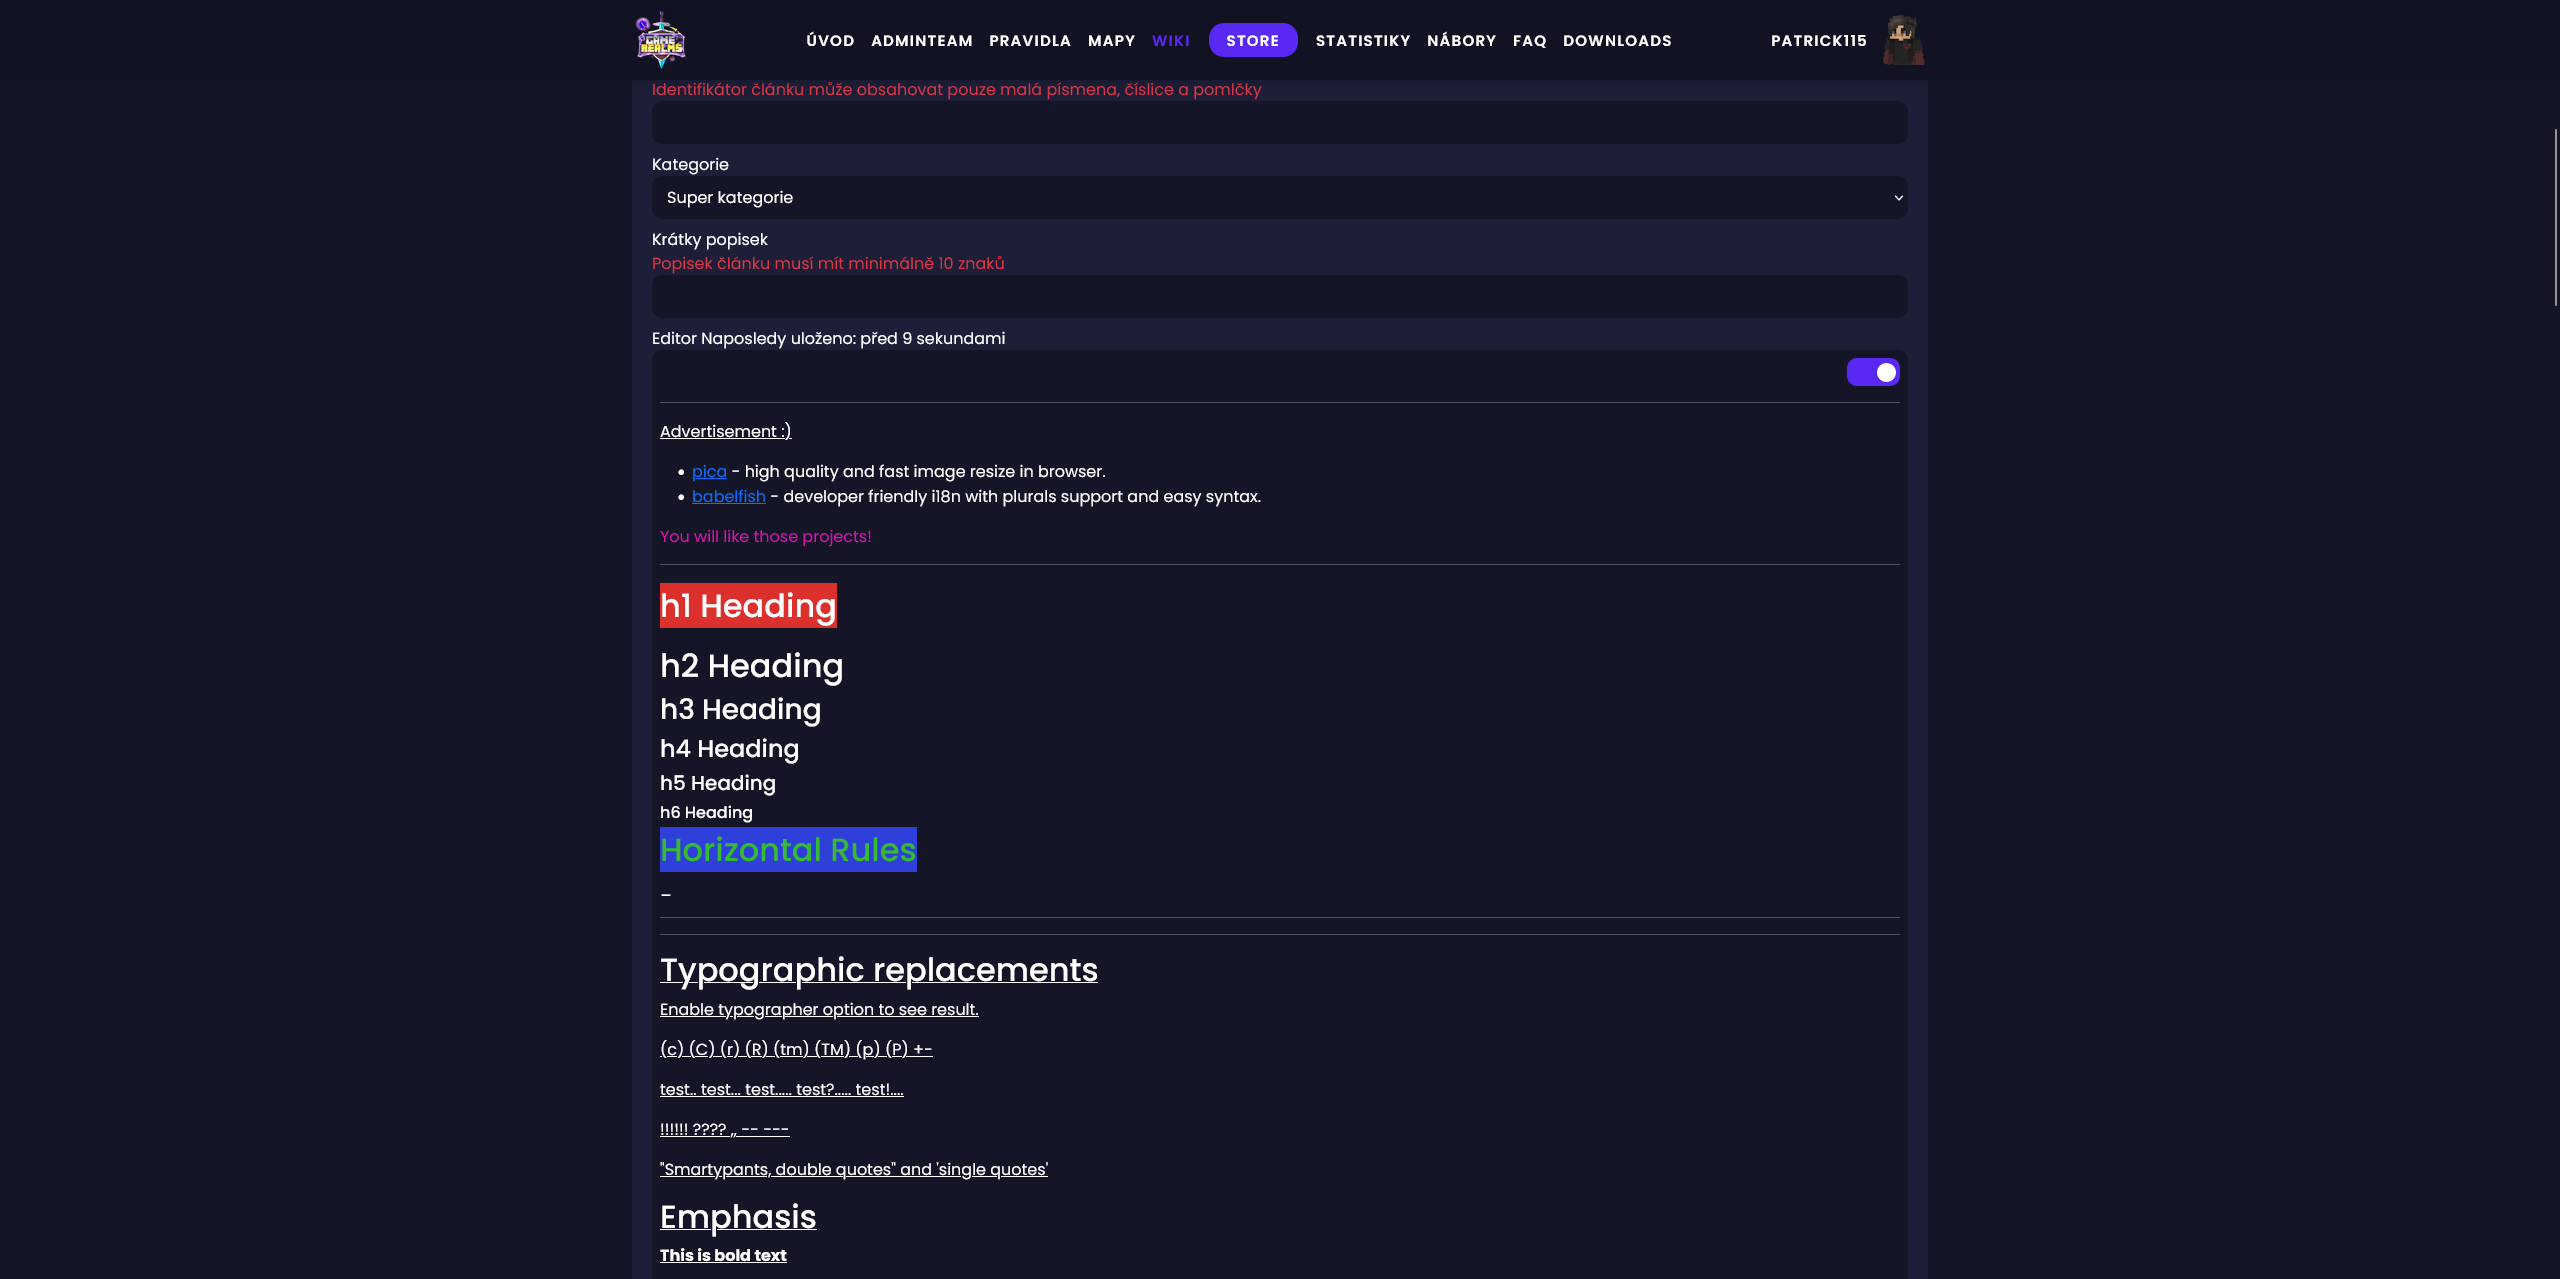 GAME
REALMS
ÚVOD ADMINTEAM PRAVIDLA MAPY WIKI STORE STATISTIKY NÁBORY FAQ DOWNLOADS PATRICK115
Identifikátor článku může obsahovat pouze malá písmena, číslice a pomlčky
Kategorie
Super kategorie
Krátky popisek
Popisek článku musí mít minimálně 10 znaků
Editor Naposledy uloženo: před 9 sekundami
Advertisement :)
• pica - high quality and fast image resize in browser.
• babelfish - developer friendly i18n with plurals support and easy syntax.
You will like those projects!
h1 Heading
h2 Heading
h3 Heading
h4 Heading
h5 Heading
h6 Heading
Horizontal Rules
–
Typographic replacements
Enable typographer option to see result.
(c) (C) (r) (R) (tm) (TM) (p) (P) +-
test.. test... test..... test?..... test!....
!!!!!! ???? ,, -- ---
"Smartypants, double quotes" and 'single quotes'
Emphasis
This is bold text